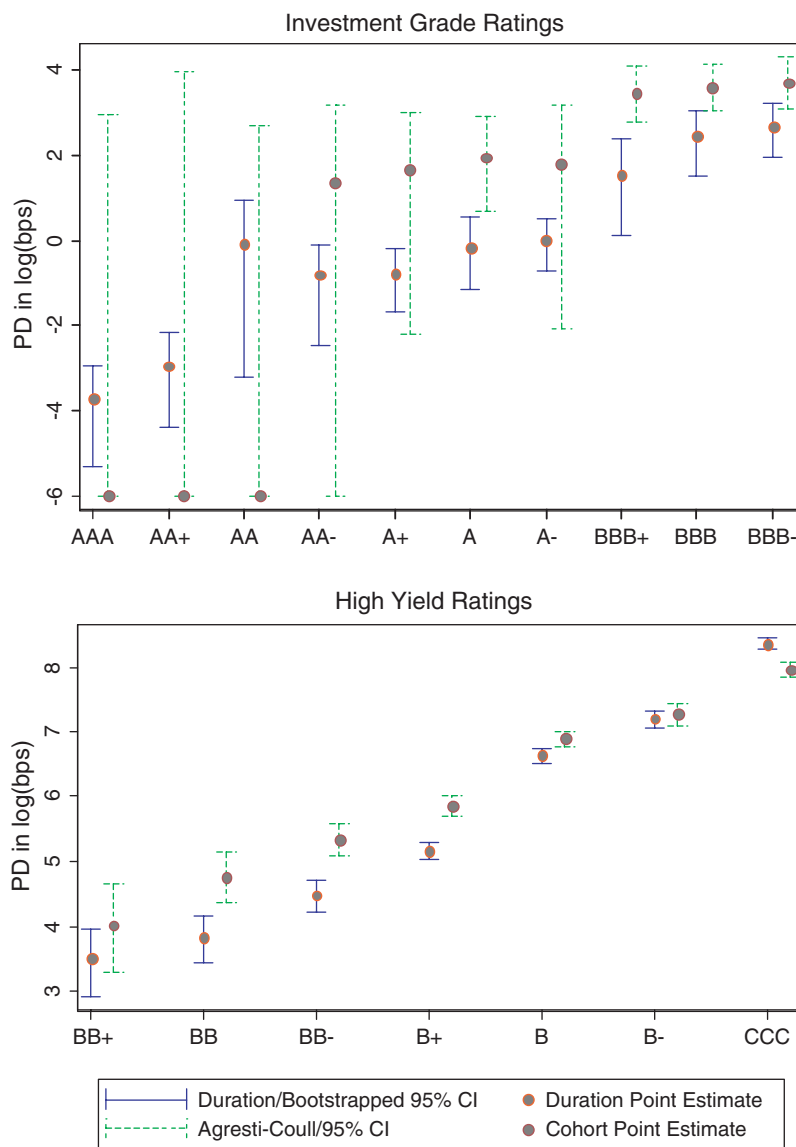 Investment Grade Ratings
PD in log(bps)
4
2
0
-2
-4
-6
AAA AA+ AA AA- A+ A A- BBB+ BBB BBB-
High Yield Ratings
PD in log(bps)
8
7
6
5
4
3
BB+ BB BB- B+ B B- CCC
Duration/Bootstrapped 95% CI Duration Point Estimate
Agresti-Coull/95% CI Cohort Point Estimate